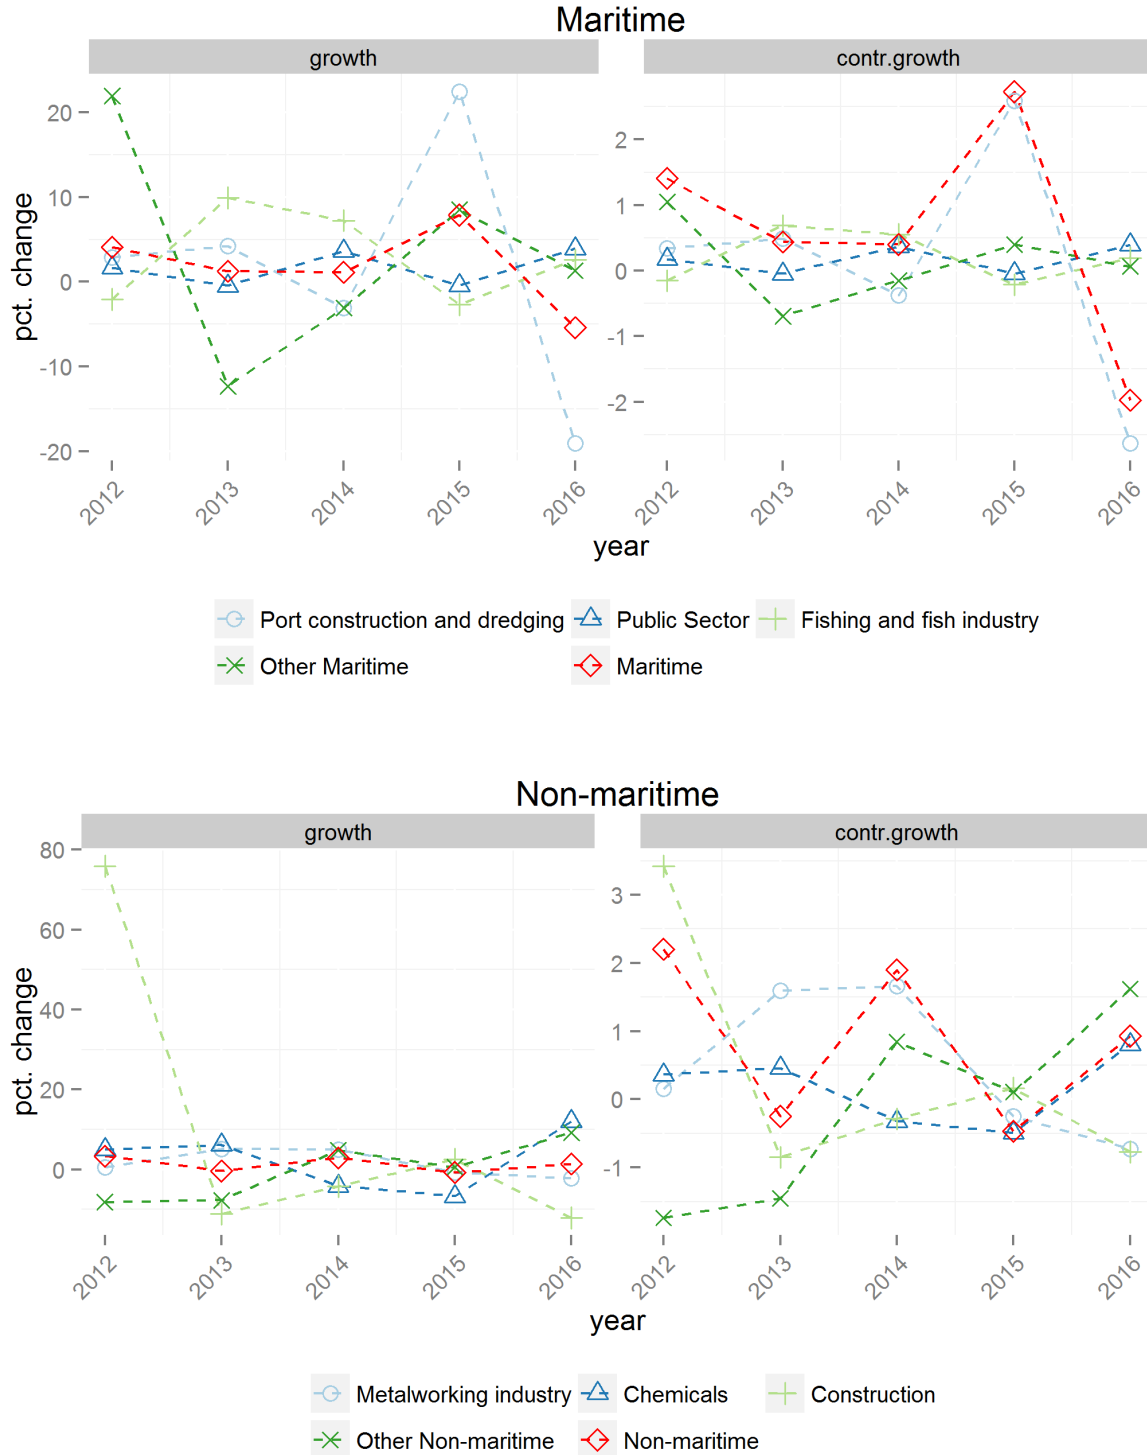 Maritime
growth
contr.growth
pct. change
20
10
0
-10
-20
2
1
0
-1
-2
2012
2013
2014
2015
2016
2012
2013
2014
2015
2016
year
Port construction and dredging
Public Sector
Fishing and fish industry
Other Maritime
Maritime
Non-maritime
growth
contr.growth
pct. change
80
60
40
20
0
3
2
1
0
-1
2012
2013
2014
2015
2016
2012
2013
2014
2015
2016
year
Metalworking industry
Chemicals
Construction
Other Non-maritime
Non-maritime